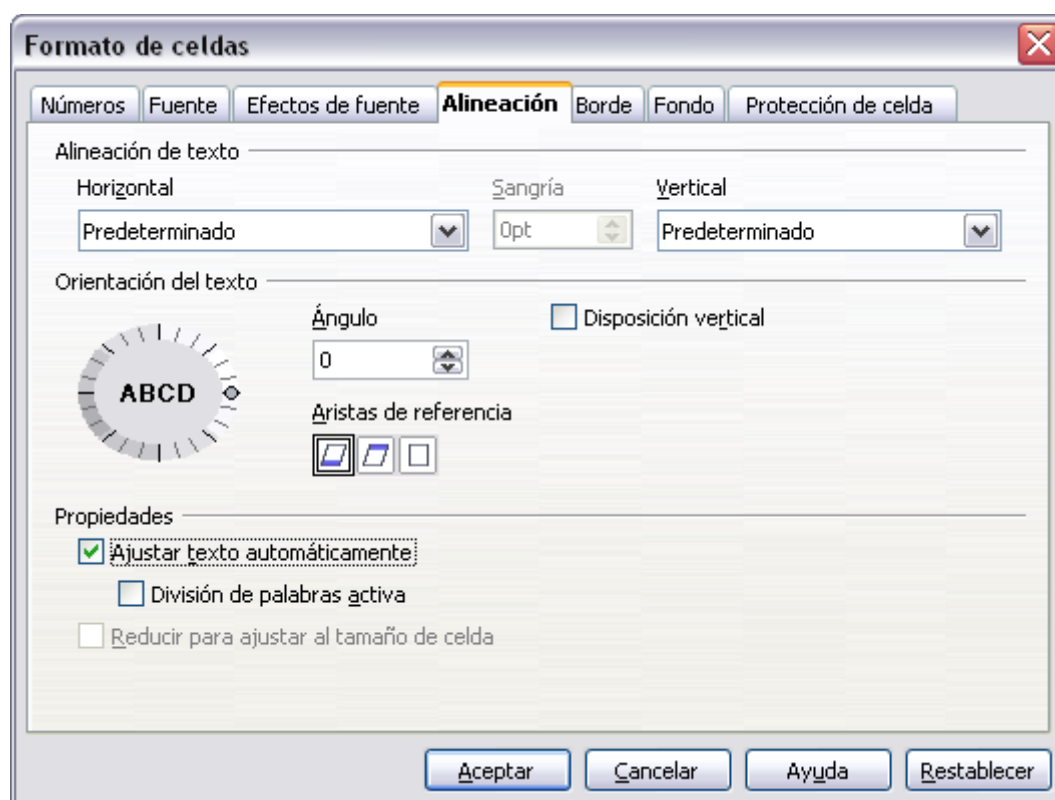 Formato de celdas
Números Fuente Efectos de fuente Alineación Borde Fondo Protección de celda
Alineación de texto
Horizontal Sangría Vertical
Predeterminado 0pt Predeterminado
Orientación del texto
Ángulo Disposición vertical
0
ABCD
Aristas de referencia
Propiedades
Ajustar texto automáticamente
División de palabras activa
Reducir para ajustar al tamaño de celda
Aceptar Cancelar Ayuda Restablecer